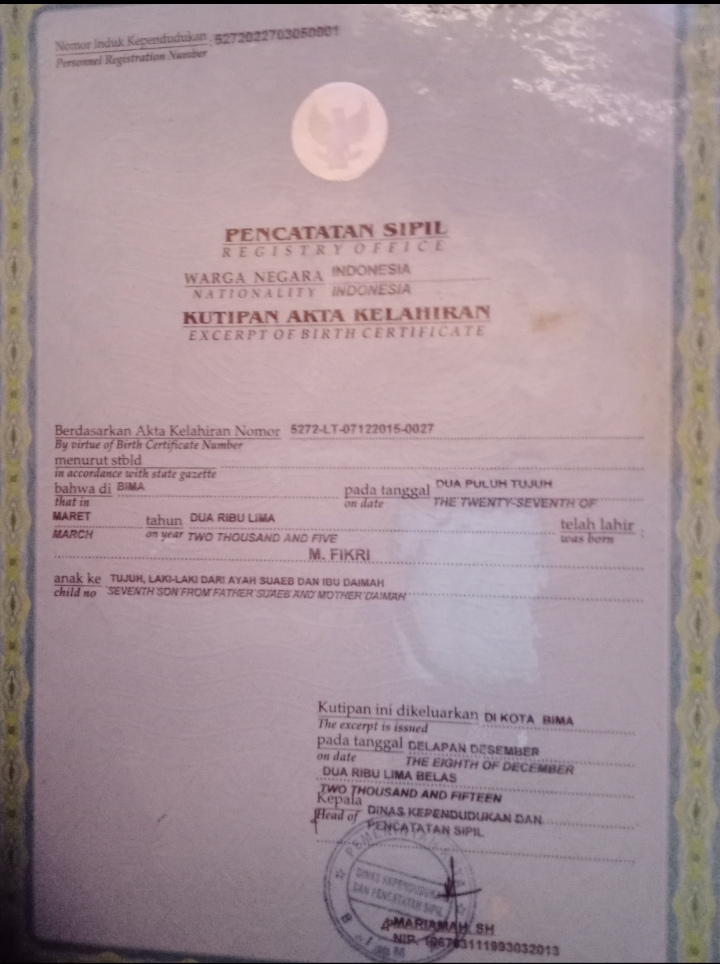 Nomor Induk Kependudukan : 5272022703050001
Personnel Registration Number
PENCATATAN SIPIL
REGISTRY OFFICE
WARGA NEGARA INDONESIA
NATIONALITY INDONESIA
KUTIPAN AKTA KELAHIRAN
EXCERPT OF BIRTH CERTIFICATE
Berdasarkan Akta Kelahiran Nomor 5272-LT-07122015-0027
By virtue of Birth Certificate Number
menurut stbld
in accordance with state gazette
bahwa di BIMA pada tanggal DUA PULUH TUJUH
that in on date THE TWENTY-SEVENTH OF
MARET tahun DUA RIBU LIMA telah lahir :
MARCH on year TWO THOUSAND AND FIVE was born
M. FIKRI
anak ke TUJUH, LAKI-LAKI DARI AYAH SUAEB DAN IBU DAIMAH
child no SEVENTH SON FROM FATHER SUAEB AND MOTHER DAIMAH
Kutipan ini dikeluarkan DI KOTA BIMA
The excerpt is issued
pada tanggal DELAPAN DESEMBER
on date THE EIGHTH OF DECEMBER
DUA RIBU LIMA BELAS
TWO THOUSAND AND FIFTEEN
Kepala DINAS KEPENDUDUKAN DAN
Head of PENCATATAN SIPIL
DINAS KEPENDUDUKAN
DAN PENCATATAN SIPIL
MARIAMAH, SH
NIP.